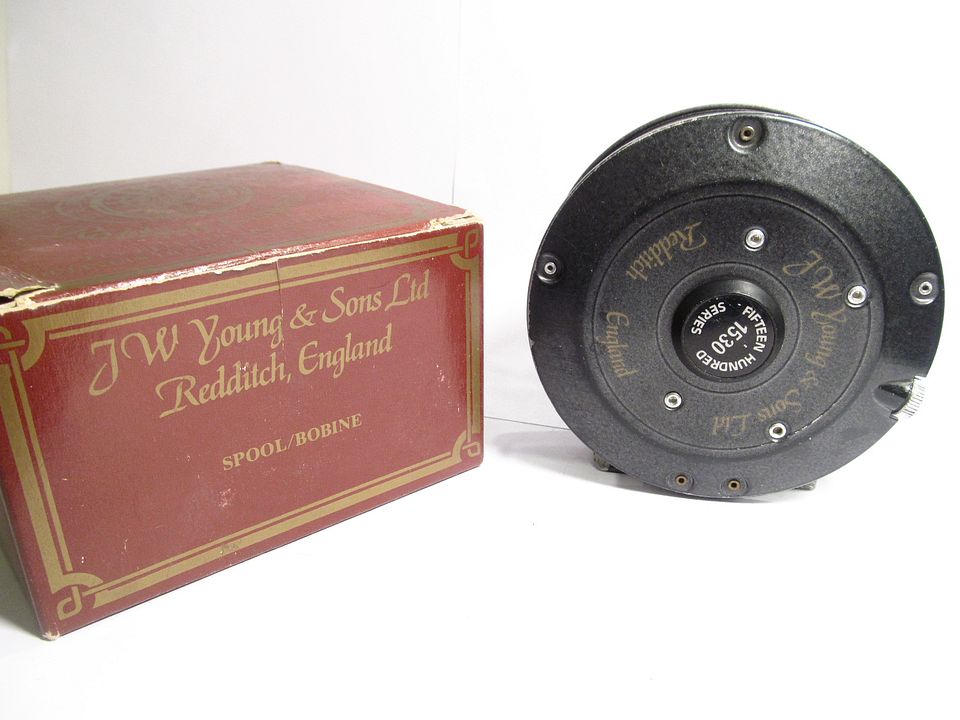 J W Young & Sons Ltd
Redditch, England
SPOOL/BOBINE
J W Young & Sons Ltd
Redditch
England
FIFTEEN HUNDRED
1530
SERIES